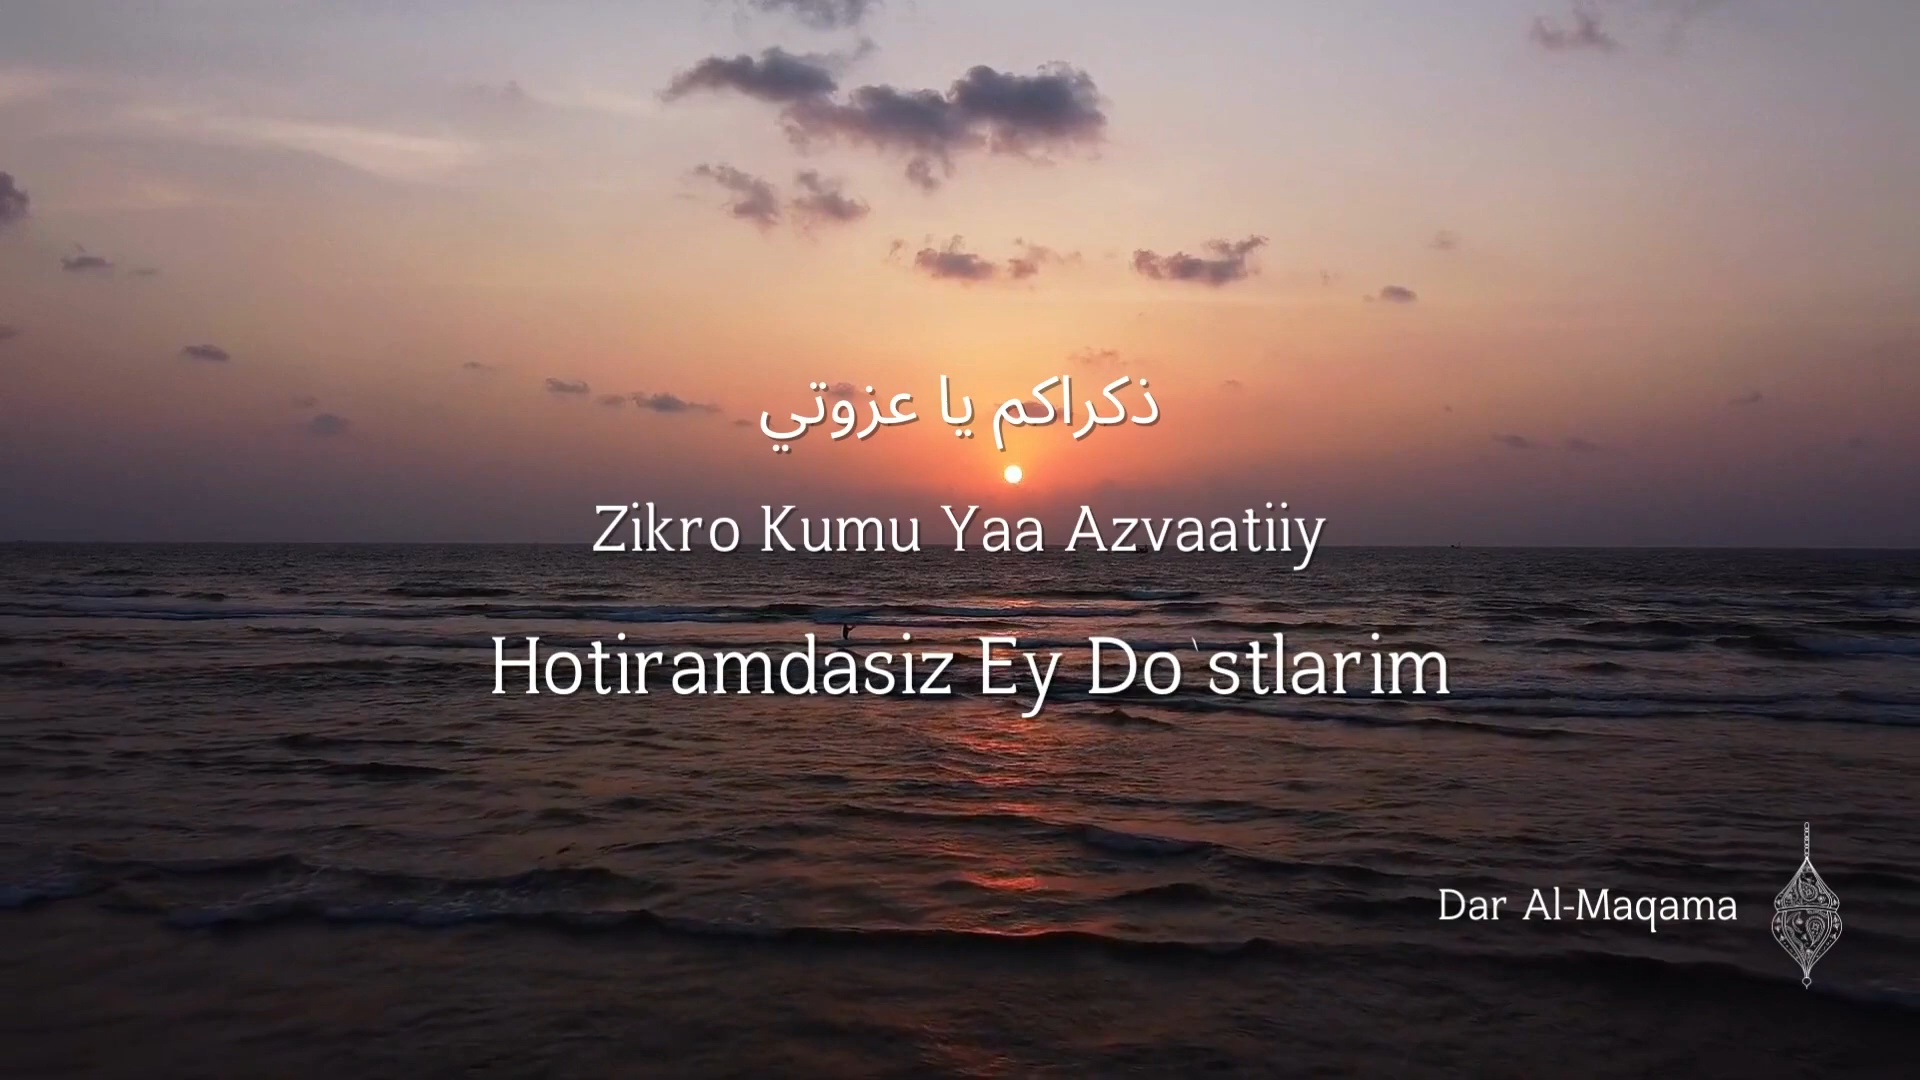 ذكراكم يا عزوتي
Zikro Kumu Yaa Azvaatiiy
Hotiramdasiz Ey Do`stlarim
Dar Al-Maqama